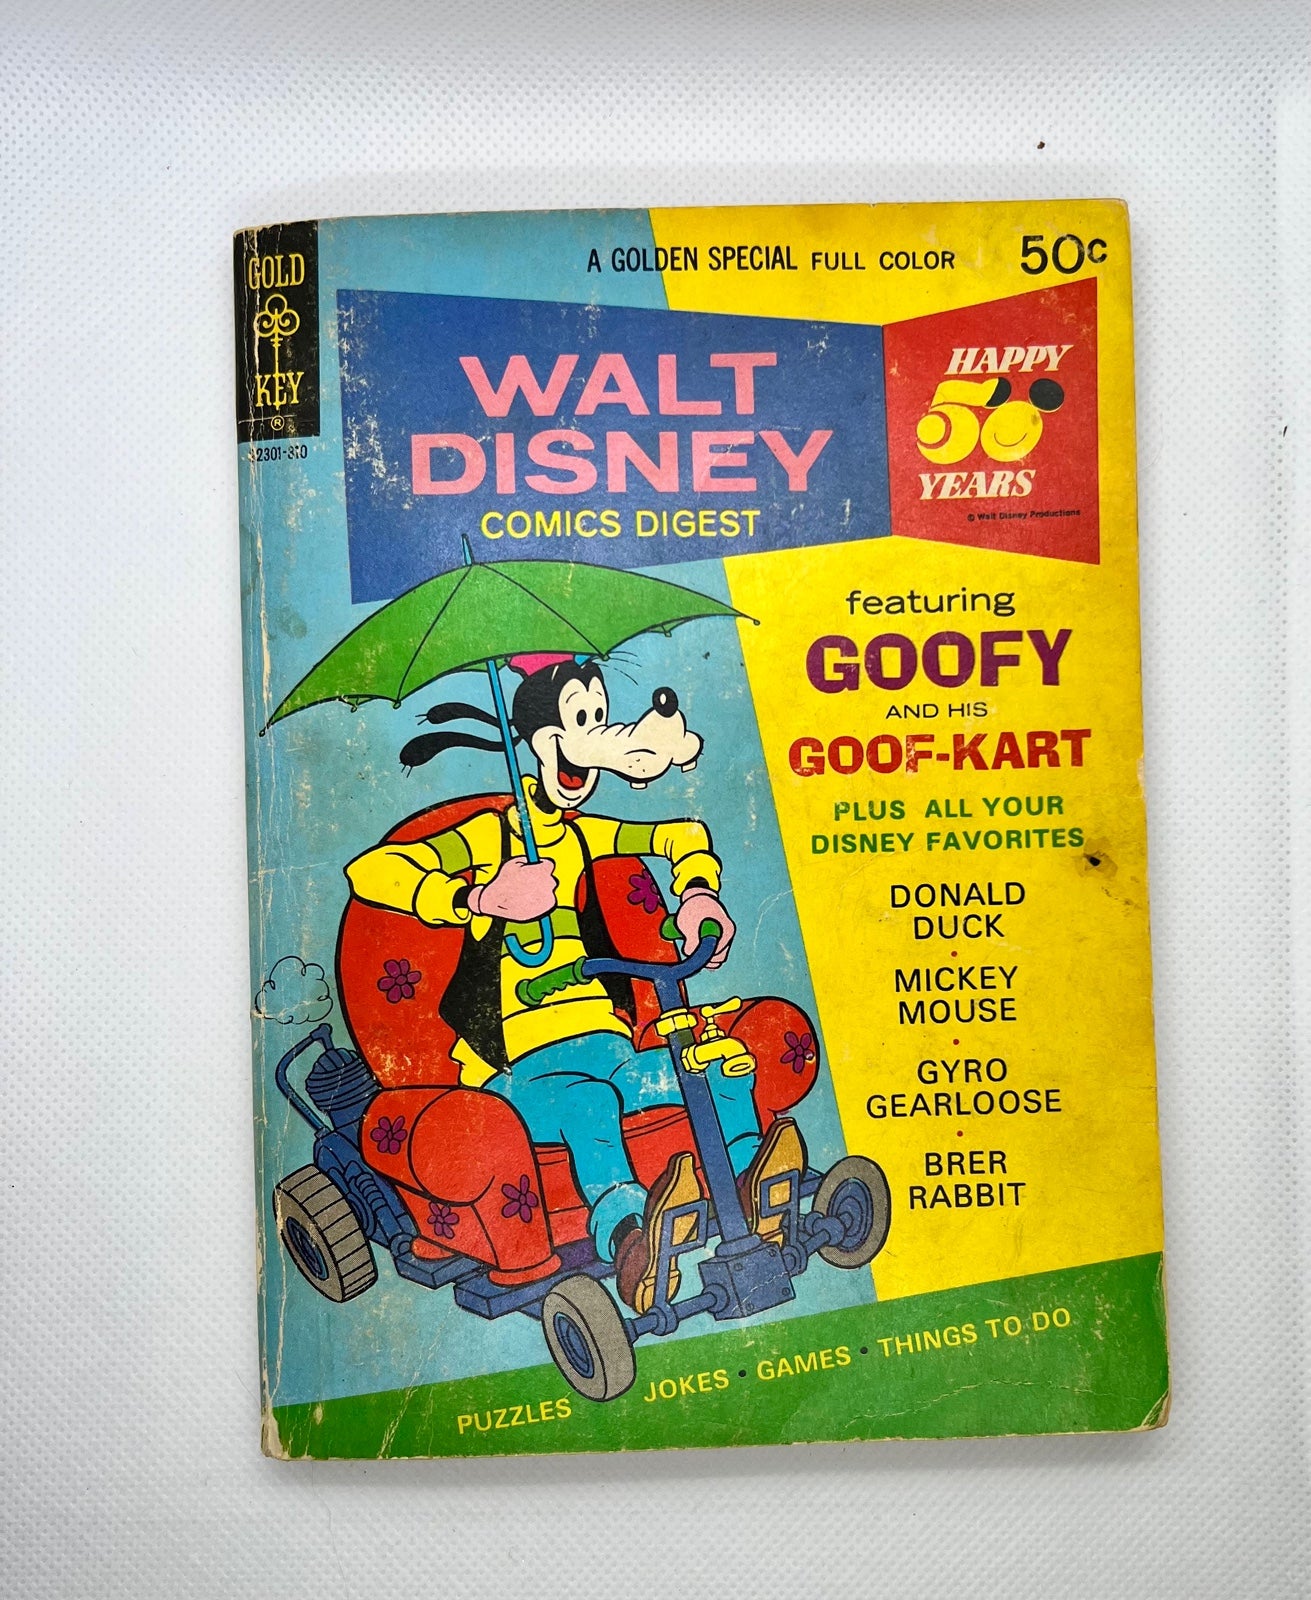 A GOLDEN SPECIAL FULL COLOR 50¢
GOLD
KEY
®
WALT
DISNEY
COMICS DIGEST
HAPPY
50
YEARS
© Walt Disney Productions
featuring
GOOFY
AND HIS
GOOF-KART
PLUS ALL YOUR
DISNEY FAVORITES
DONALD
DUCK
•
MICKEY
MOUSE
•
GYRO
GEARLOOSE
•
BRER
RABBIT
PUZZLES JOKES • GAMES • THINGS TO DO